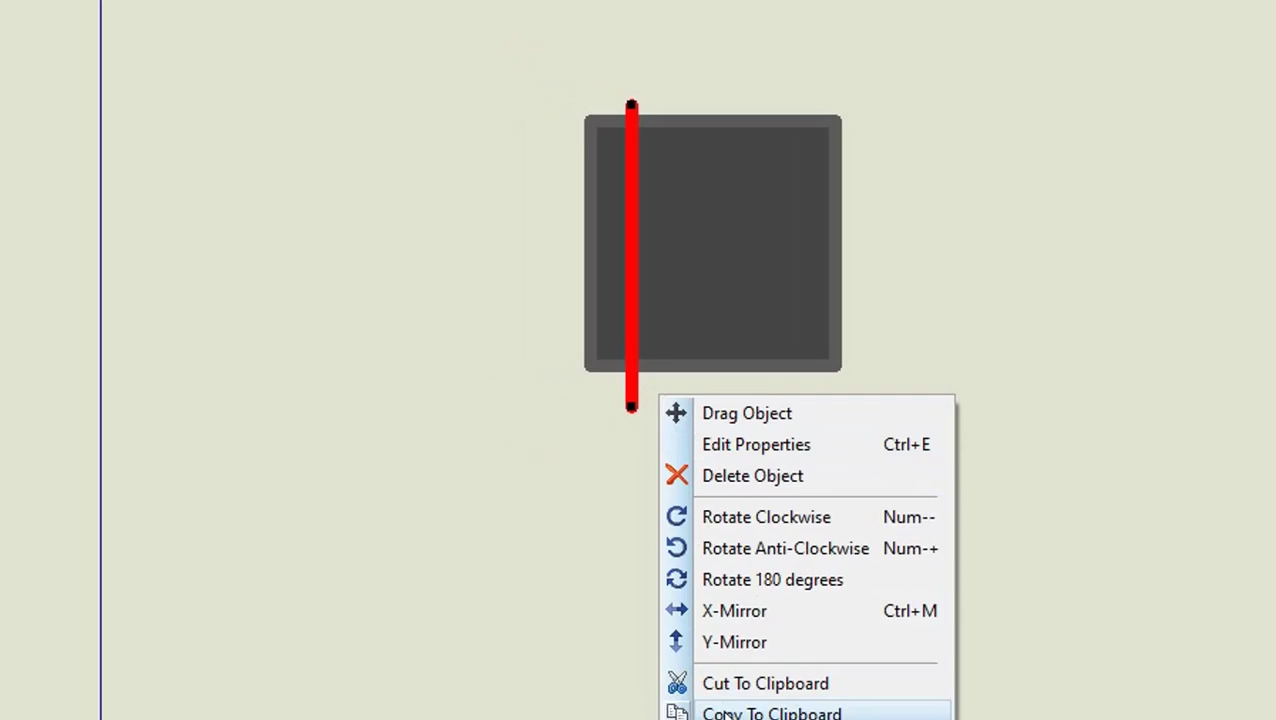 Drag Object
Edit Properties Ctrl+E
Delete Object
Rotate Clockwise Num--
Rotate Anti-Clockwise Num-+
Rotate 180 degrees
X-Mirror Ctrl+M
Y-Mirror
Cut To Clipboard
Copy To Clipboard